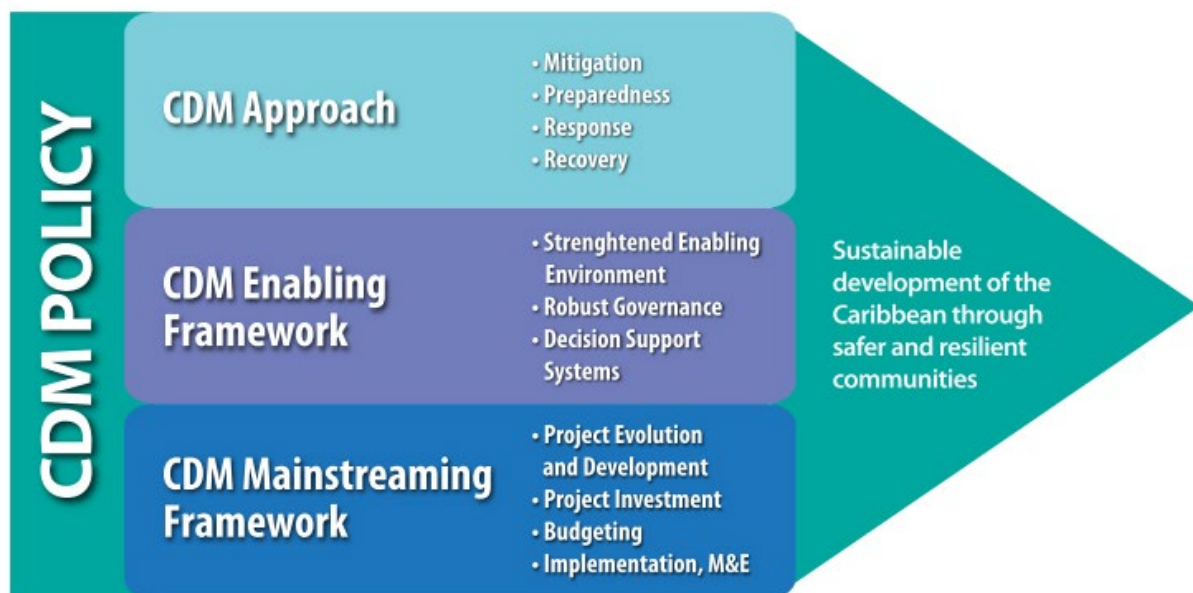 CDM POLICY
CDM Approach
• Mitigation
• Preparedness
• Response
• Recovery
CDM Enabling
Framework
• Strenghtened Enabling
Environment
• Robust Governance
• Decision Support
Systems
CDM Mainstreaming
Framework
• Project Evolution
and Development
• Project Investment
• Budgeting
• Implementation, M&E
Sustainable
development of the
Caribbean through
safer and resilient
communities